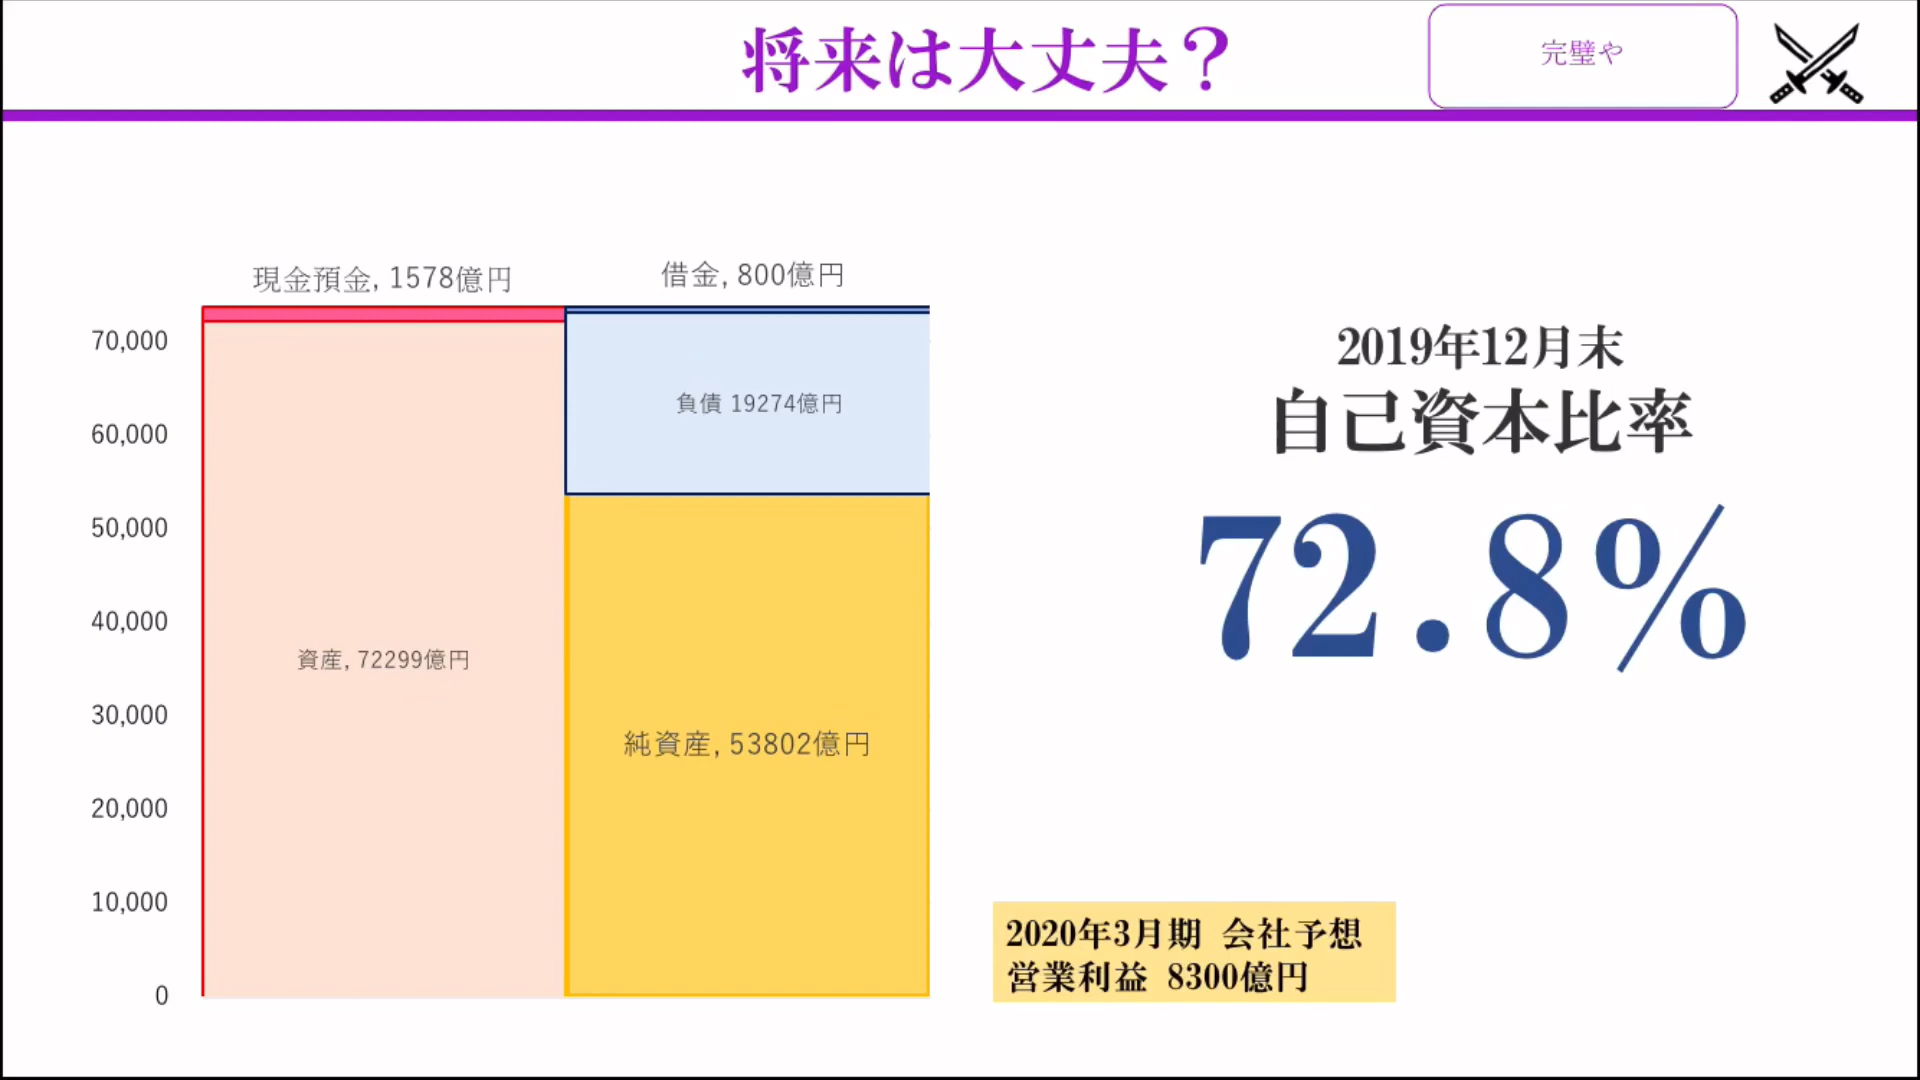 将来は大丈夫？
完璧や
現金預金, 1578億円
借金, 800億円
70,000
60,000
50,000
40,000
30,000
20,000
10,000
0
負債 19274億円
資産, 72299億円
純資産, 53802億円
2019年12月末
自己資本比率
72.8%
2020年3月期 会社予想
営業利益 8300億円